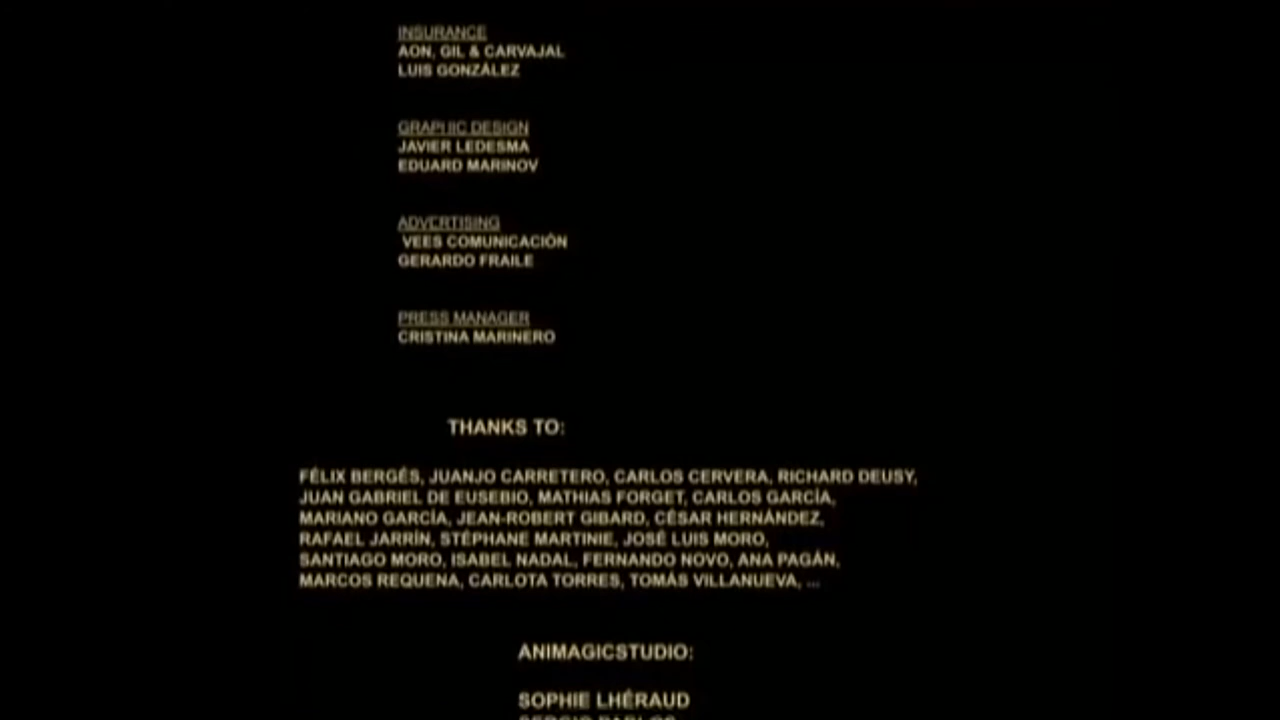 INSURANCE
AON, GIL & CARVAJAL
LUIS GONZÁLEZ
GRAPHIC DESIGN
JAVIER LEDESMA
EDUARD MARINOV
ADVERTISING
VEES COMUNICACIÓN
GERARDO FRAILE
PRESS MANAGER
CRISTINA MARINERO
THANKS TO:
FÉLIX BERGÉS, JUANJO CARRETERO, CARLOS CERVERA, RICHARD DEUSY,
JUAN GABRIEL DE EUSEBIO, MATHIAS FORGET, CARLOS GARCÍA,
MARIANO GARCÍA, JEAN-ROBERT GIBARD, CÉSAR HERNÁNDEZ,
RAFAEL JARRÍN, STÉPHANE MARTINIE, JOSÉ LUIS MORO,
SANTIAGO MORO, ISABEL NADAL, FERNANDO NOVO, ANA PAGÁN,
MARCOS REQUENA, CARLOTA TORRES, TOMÁS VILLANUEVA, ...
ANIMAGICSTUDIO:
SOPHIE LHÉRAUD